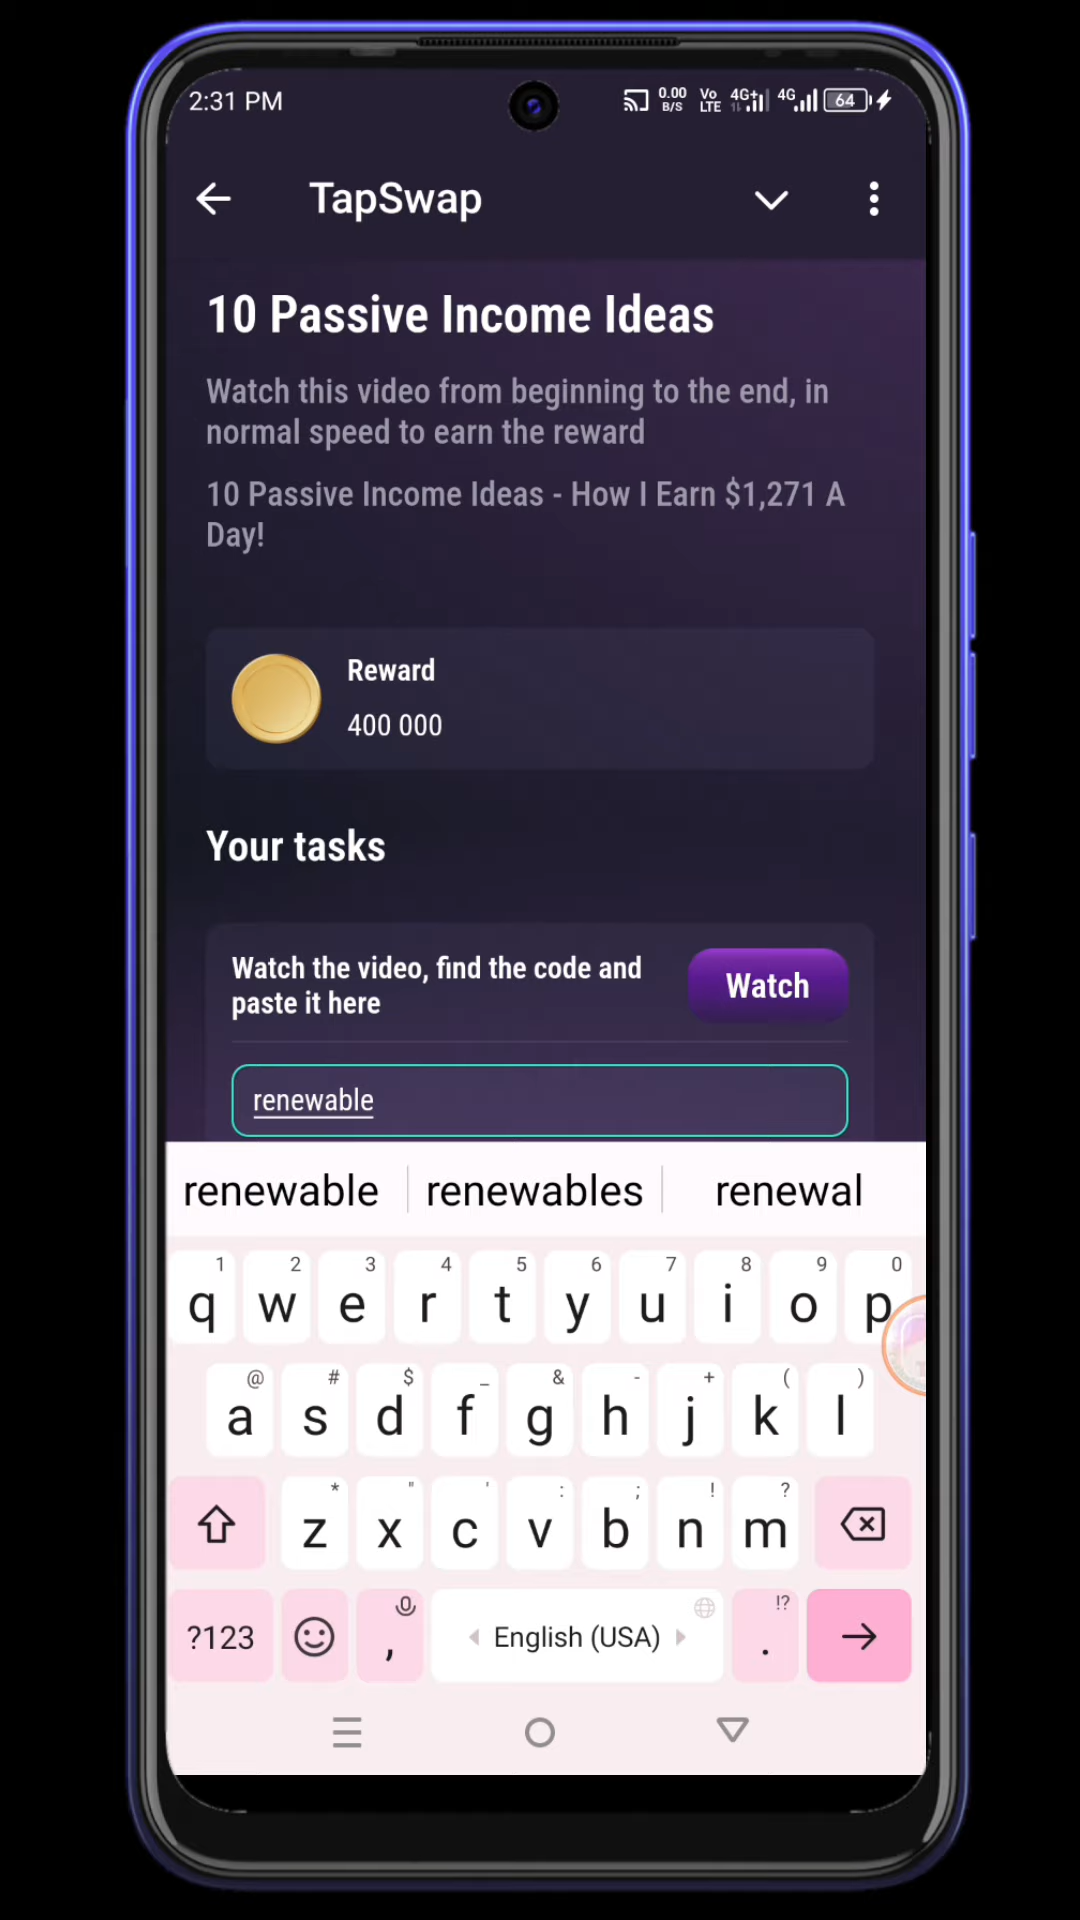 2:31 PM 0.00 B/S Vo LTE 4G+ 4G 64
TapSwap
10 Passive Income Ideas
Watch this video from beginning to the end, in
normal speed to earn the reward
10 Passive Income Ideas - How I Earn $1,271 A
Day!
Reward
400 000
Your tasks
Watch the video, find the code and
paste it here
Watch
renewable
renewable renewables renewal
1 2 3 4 5 6 7 8 9 0
q w e r t y u i o p
@ # $ _ & - + ( )
a s d f g h j k l
* " ' : ; ! ?
z x c v b n m
?123 , English (USA) !? .